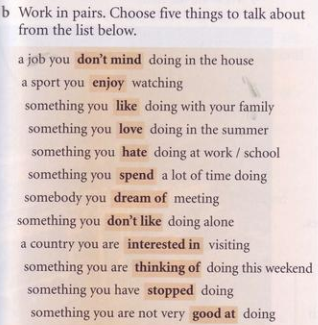 b Work in pairs. Choose five things to talk about
from the list below.
a job you don't mind doing in the house
a sport you enjoy watching
something you like doing with your family
something you love doing in the summer
something you hate doing at work / school
something you spend a lot of time doing
somebody you dream of meeting
something you don't like doing alone
a country you are interested in visiting
something you are thinking of doing this weekend
something you have stopped doing
something you are not very good at doing